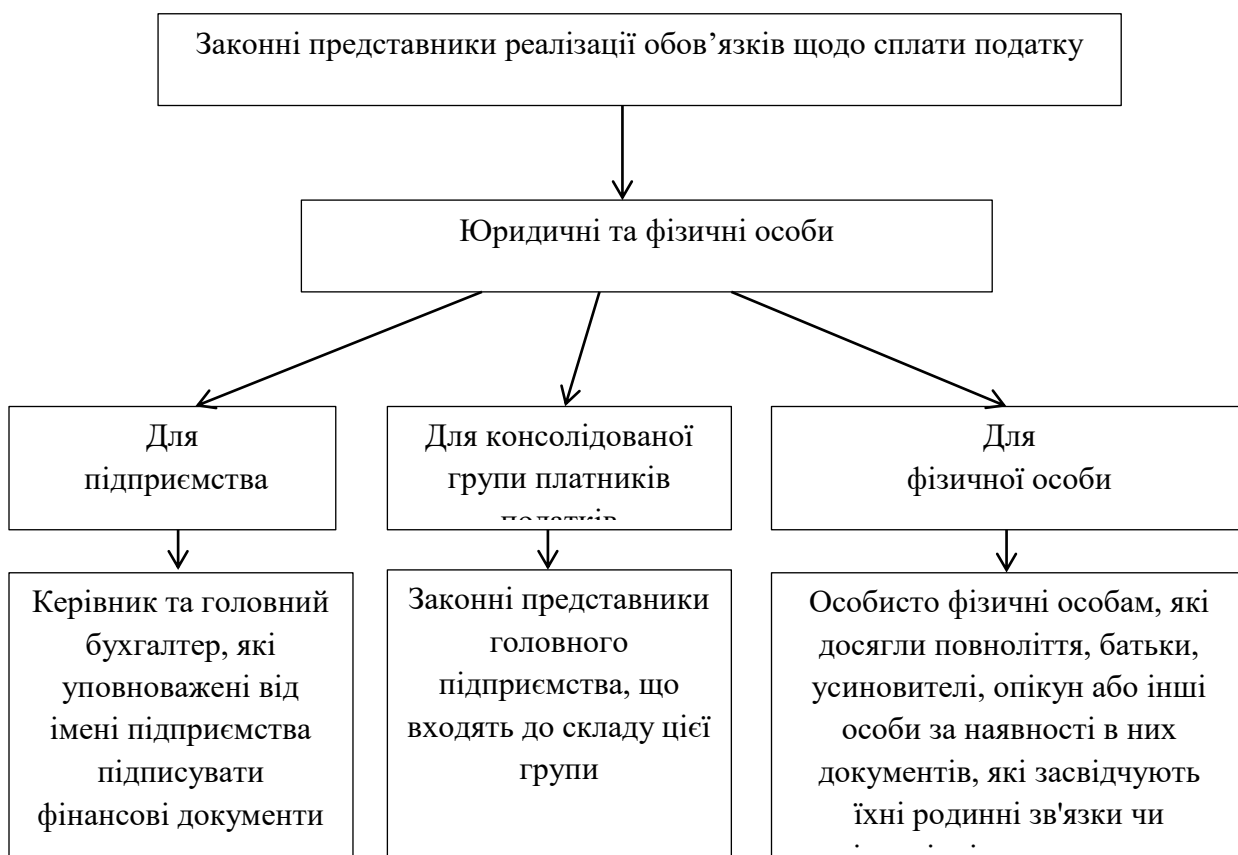 Законні представники реалізації обов’язків щодо сплати податку
Юридичні та фізичні особи
Для
підприємства
Для консолідованої
групи платників
податків
Для
фізичної особи
Керівник та головний
бухгалтер, які
уповноважені від
імені підприємства
підписувати
фінансові документи
Законні представники
головного
підприємства, що
входять до складу цієї
групи
Особисто фізичні особам, які
досягли повноліття, батьки,
усиновителі, опікун або інші
особи за наявності в них
документів, які засвідчують
їхні родинні зв'язки чи